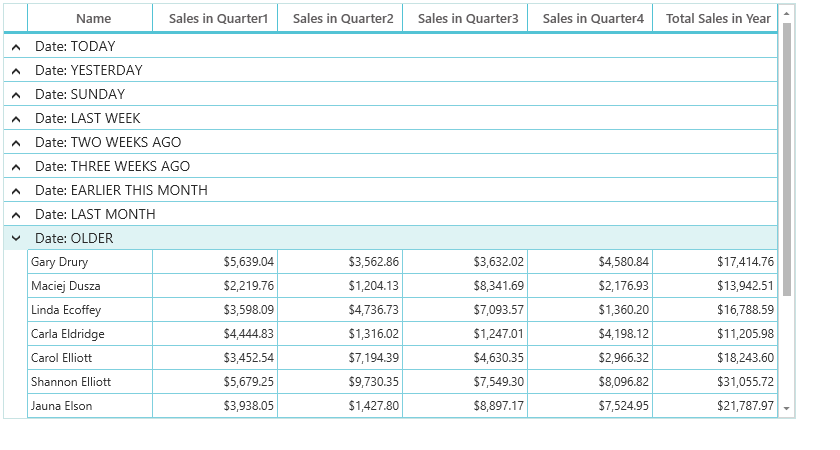 Name Sales in Quarter1 Sales in Quarter2 Sales in Quarter3 Sales in Quarter4 Total Sales in Year
Date: TODAY
Date: YESTERDAY
Date: SUNDAY
Date: LAST WEEK
Date: TWO WEEKS AGO
Date: THREE WEEKS AGO
Date: EARLIER THIS MONTH
Date: LAST MONTH
Date: OLDER
Gary Drury $5,639.04 $3,562.86 $3,632.02 $4,580.84 $17,414.76
Maciej Dusza $2,219.76 $1,204.13 $8,341.69 $2,176.93 $13,942.51
Linda Ecoffey $3,598.09 $4,736.73 $7,093.57 $1,360.20 $16,788.59
Carla Eldridge $4,444.83 $1,316.02 $1,247.01 $4,198.12 $11,205.98
Carol Elliott $3,452.54 $7,194.39 $4,630.35 $2,966.32 $18,243.60
Shannon Elliott $5,679.25 $9,730.35 $7,549.30 $8,096.82 $31,055.72
Jauna Elson $3,938.05 $1,427.80 $8,897.17 $7,524.95 $21,787.97